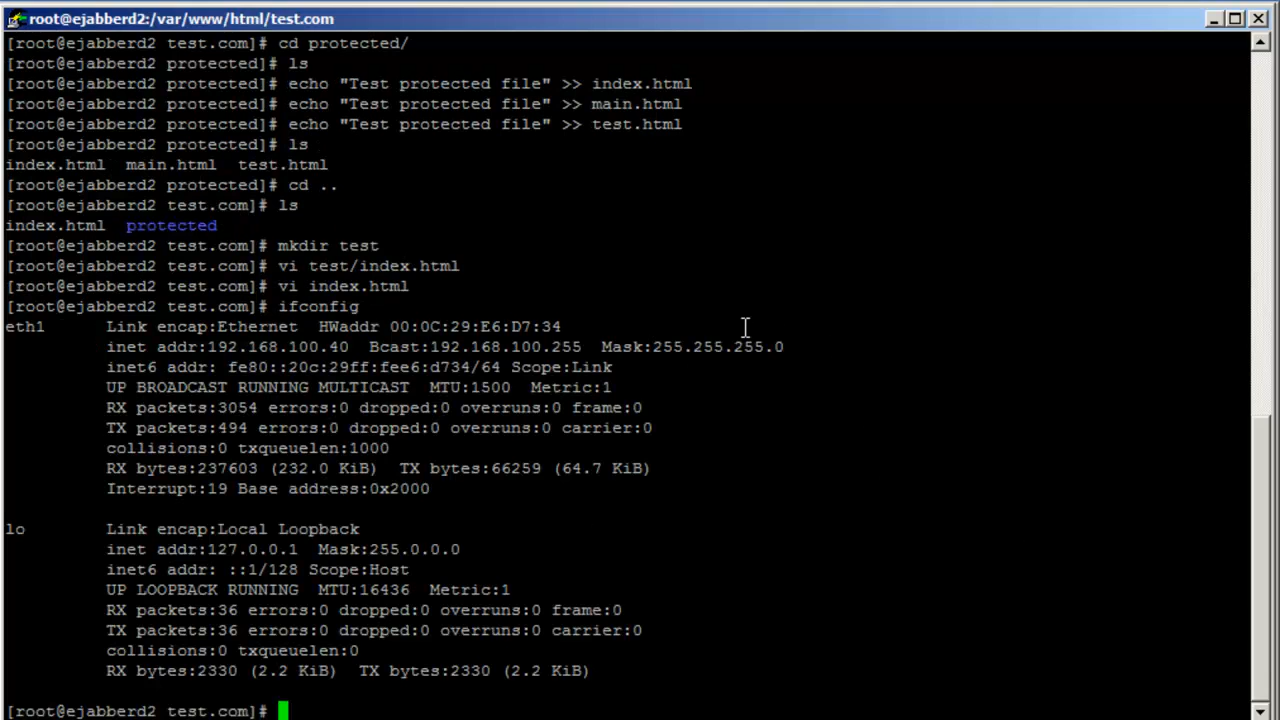 root@ejabberd2:/var/www/html/test.com
[root@ejabberd2 test.com]# cd protected/
[root@ejabberd2 protected]# ls
[root@ejabberd2 protected]# echo "Test protected file" >> index.html
[root@ejabberd2 protected]# echo "Test protected file" >> main.html
[root@ejabberd2 protected]# echo "Test protected file" >> test.html
[root@ejabberd2 protected]# ls
index.html  main.html  test.html
[root@ejabberd2 protected]# cd ..
[root@ejabberd2 test.com]# ls
index.html  protected
[root@ejabberd2 test.com]# mkdir test
[root@ejabberd2 test.com]# vi test/index.html
[root@ejabberd2 test.com]# vi index.html
[root@ejabberd2 test.com]# ifconfig
eth1      Link encap:Ethernet  HWaddr 00:0C:29:E6:D7:34
          inet addr:192.168.100.40  Bcast:192.168.100.255  Mask:255.255.255.0
          inet6 addr: fe80::20c:29ff:fee6:d734/64 Scope:Link
          UP BROADCAST RUNNING MULTICAST  MTU:1500  Metric:1
          RX packets:3054 errors:0 dropped:0 overruns:0 frame:0
          TX packets:494 errors:0 dropped:0 overruns:0 carrier:0
          collisions:0 txqueuelen:1000
          RX bytes:237603 (232.0 KiB)  TX bytes:66259 (64.7 KiB)
          Interrupt:19 Base address:0x2000
lo        Link encap:Local Loopback
          inet addr:127.0.0.1  Mask:255.0.0.0
          inet6 addr: ::1/128 Scope:Host
          UP LOOPBACK RUNNING  MTU:16436  Metric:1
          RX packets:36 errors:0 dropped:0 overruns:0 frame:0
          TX packets:36 errors:0 dropped:0 overruns:0 carrier:0
          collisions:0 txqueuelen:0
          RX bytes:2330 (2.2 KiB)  TX bytes:2330 (2.2 KiB)
[root@ejabberd2 test.com]#